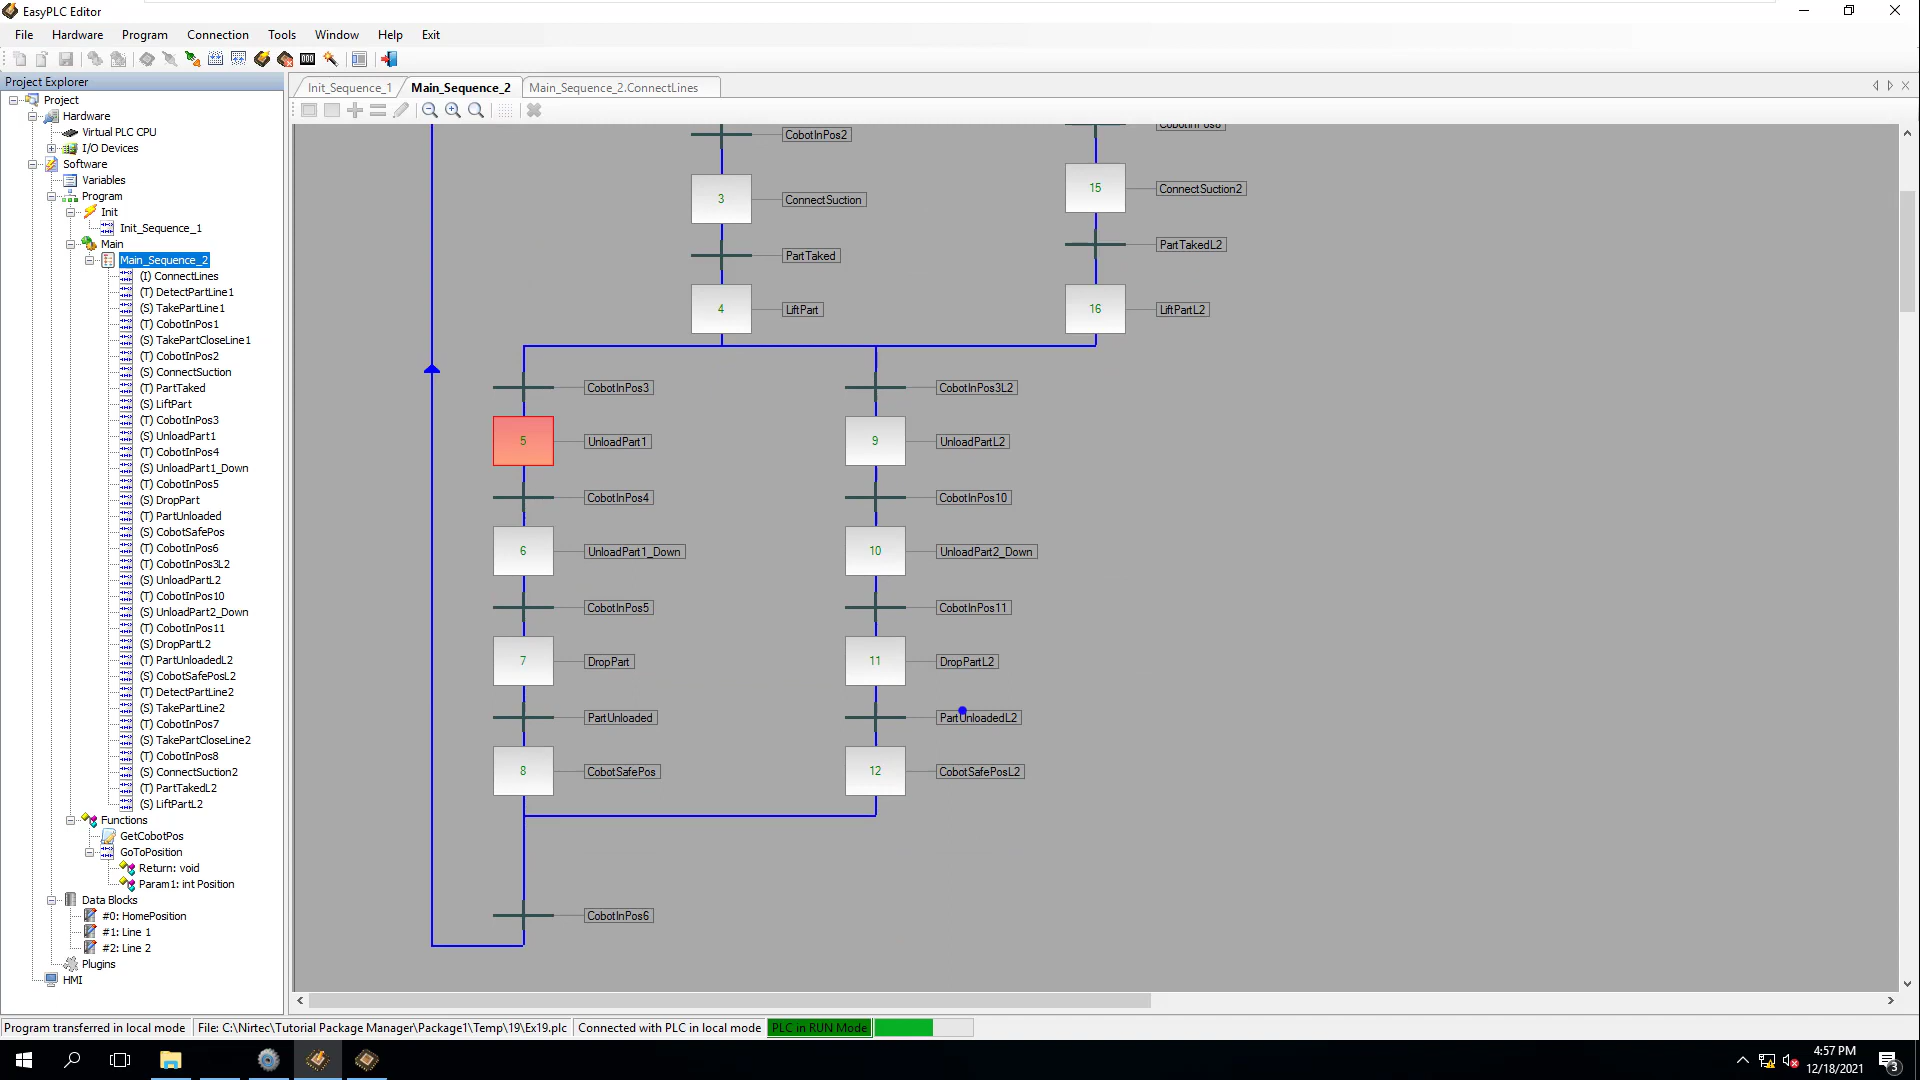 EasyPLC Editor
File Hardware Program Connection Tools Window Help Exit
Project Explorer
Project
Hardware
Virtual PLC CPU
I/O Devices
Software
Variables
Program
Init
Init_Sequence_1
Main
Main_Sequence_2
(I) ConnectLines
(T) DetectPartLine1
(S) TakePartLine1
(T) CobotInPos1
(S) TakePartCloseLine1
(T) CobotInPos2
(S) ConnectSuction
(T) PartTaked
(S) LiftPart
(T) CobotInPos3
(S) UnloadPart1
(T) CobotInPos4
(S) UnloadPart1_Down
(T) CobotInPos5
(S) DropPart
(T) PartUnloaded
(S) CobotSafePos
(T) CobotInPos6
(T) CobotInPos3L2
(S) UnloadPartL2
(T) CobotInPos10
(S) UnloadPart2_Down
(T) CobotInPos11
(S) DropPartL2
(T) PartUnloadedL2
(S) CobotSafePosL2
(T) DetectPartLine2
(S) TakePartLine2
(T) CobotInPos7
(S) TakePartCloseLine2
(T) CobotInPos8
(S) ConnectSuction2
(T) PartTakedL2
(S) LiftPartL2
Functions
GetCobotPos
GoToPosition
Return: void
Param1: int Position
Data Blocks
#0: HomePosition
#1: Line 1
#2: Line 2
Plugins
HMI
Init_Sequence_1 Main_Sequence_2 Main_Sequence_2.ConnectLines
CobotInPos2 CobotInPos8
15 ConnectSuction2
3 ConnectSuction
PartTakedL2
PartTaked
4 LiftPart 16 LiftPartL2
CobotInPos3 CobotInPos3L2
5 UnloadPart1 9 UnloadPartL2
CobotInPos4 CobotInPos10
6 UnloadPart1_Down 10 UnloadPart2_Down
CobotInPos5 CobotInPos11
7 DropPart 11 DropPartL2
PartUnloaded PartUnloadedL2
8 CobotSafePos 12 CobotSafePosL2
CobotInPos6
Program transferred in local mode File: C:\Nirtec\Tutorial Package Manager\Package1\Temp\19\Ex19.plc Connected with PLC in local mode PLC in RUN Mode
4:57 PM
12/18/2021
3